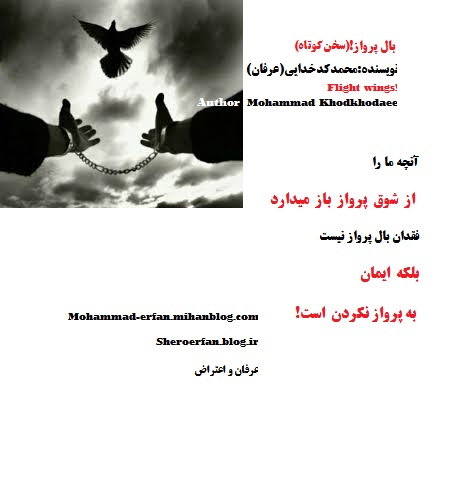 بال پرواز!(سخن کوتاه)
نویسنده:محمدکدخدایی(عرفان)
Flight wings!
Author Mohammad Khodkhodaee
آنچه ما را
از شوق پرواز باز میدارد
فقدان بال پرواز نیست
بلکه ایمان
به پرواز نکردن است!
Mohammad-erfan.mihanblog.com
Sheroerfan.blog.ir
عرفان و اعتراض